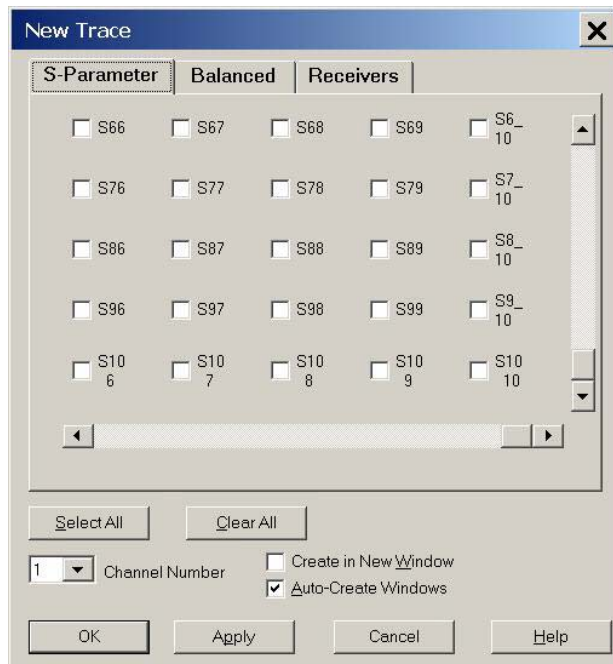 New Trace
S-Parameter Balanced Receivers
S66 S67 S68 S69 S6_
10
S76 S77 S78 S79 S7_
10
S86 S87 S88 S89 S8_
10
S96 S97 S98 S99 S9_
10
S10 S10 S10 S10 S10
6 7 8 9 10
Select All Clear All
1 Channel Number
Create in New Window
Auto-Create Windows
OK Apply Cancel Help